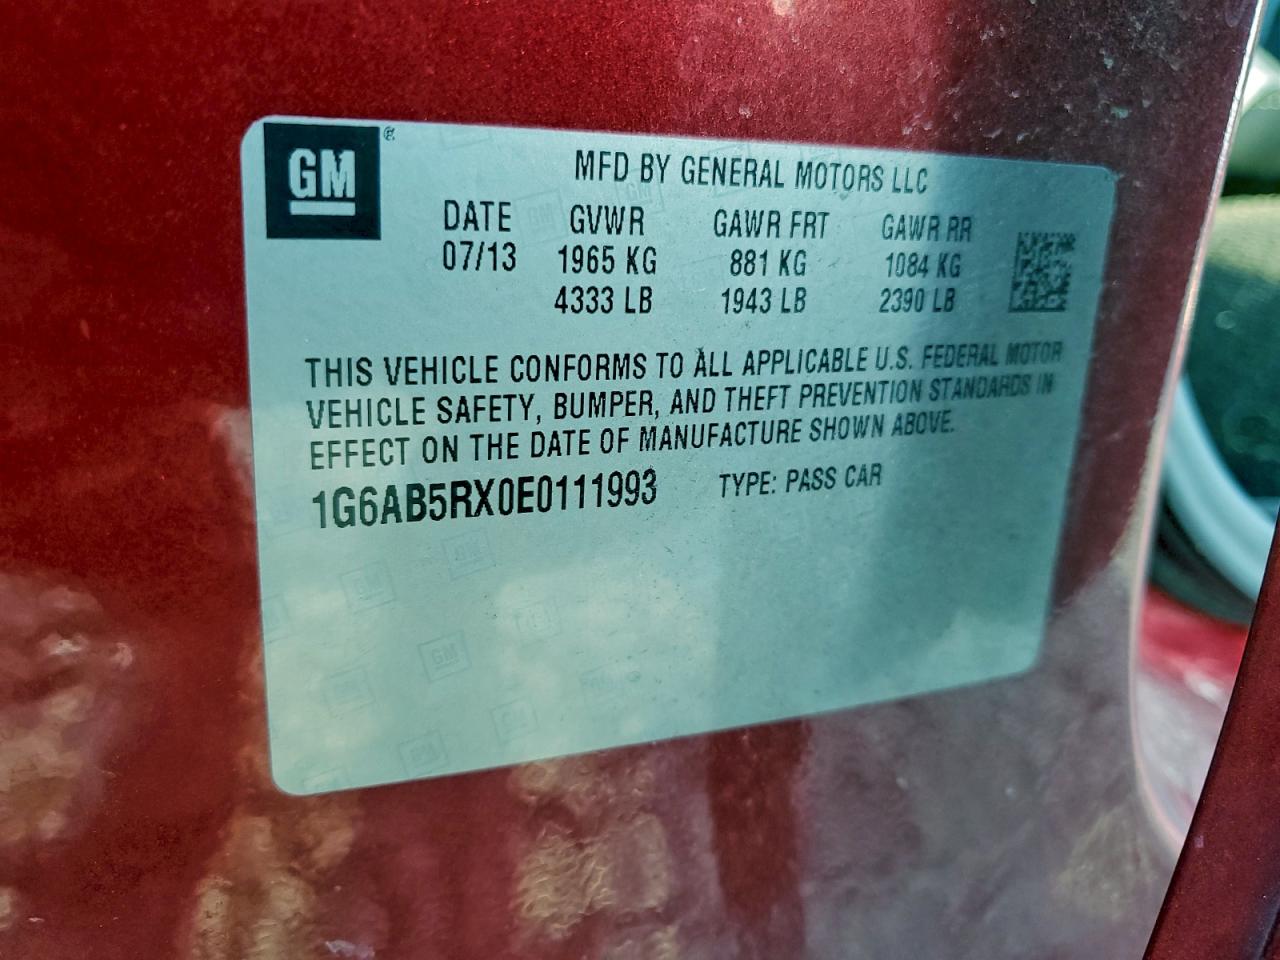 GM ®
MFD BY GENERAL MOTORS LLC
DATE GVWR GAWR FRT GAWR RR
07/13 1965 KG 881 KG 1084 KG
4333 LB 1943 LB 2390 LB
THIS VEHICLE CONFORMS TO ALL APPLICABLE U.S. FEDERAL MOTOR
VEHICLE SAFETY, BUMPER, AND THEFT PREVENTION STANDARDS IN
EFFECT ON THE DATE OF MANUFACTURE SHOWN ABOVE.
1G6AB5RX0E0111993 TYPE: PASS CAR